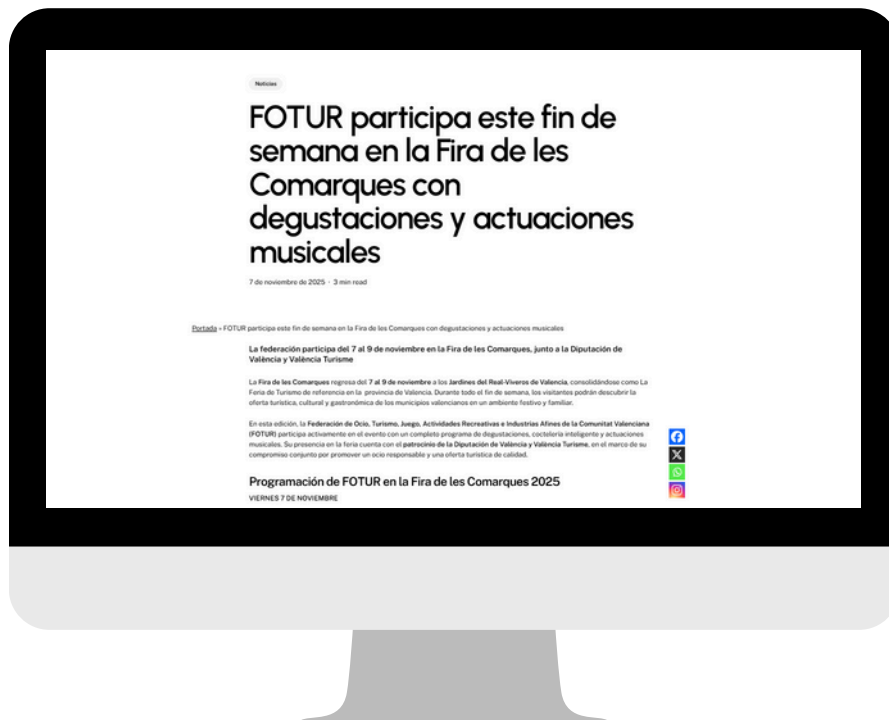 Noticias
FOTUR participa este fin de
semana en la Fira de les
Comarques con
degustaciones y actuaciones
musicales
7 de noviembre de 2025 · 3 min read
Portada » FOTUR participa este fin de semana en la Fira de les Comarques con degustaciones y actuaciones musicales
La federación participa del 7 al 9 de noviembre en la Fira de les Comarques, junto a la Diputación de
València y València Turisme
La Fira de les Comarques regresa del 7 al 9 de noviembre a los Jardines del Real-Viveros de Valencia, consolidándose como La
Feria de Turismo de referencia en la provincia de Valencia. Durante todo el fin de semana, los visitantes podrán descubrir la
oferta turística, cultural y gastronómica de los municipios valencianos en un ambiente festivo y familiar.
En esta edición, la Federación de Ocio, Turismo, Juego, Actividades Recreativas e Industrias Afines de la Comunitat Valenciana
(FOTUR) participa activamente en el evento con un completo programa de degustaciones, coctelería inteligente y actuaciones
musicales. Su presencia en la feria cuenta con el patrocinio de la Diputación de València y València Turisme, en el marco de su
compromiso conjunto por promover un ocio responsable y una oferta turística de calidad.
Programación de FOTUR en la Fira de les Comarques 2025
VIERNES 7 DE NOVIEMBRE